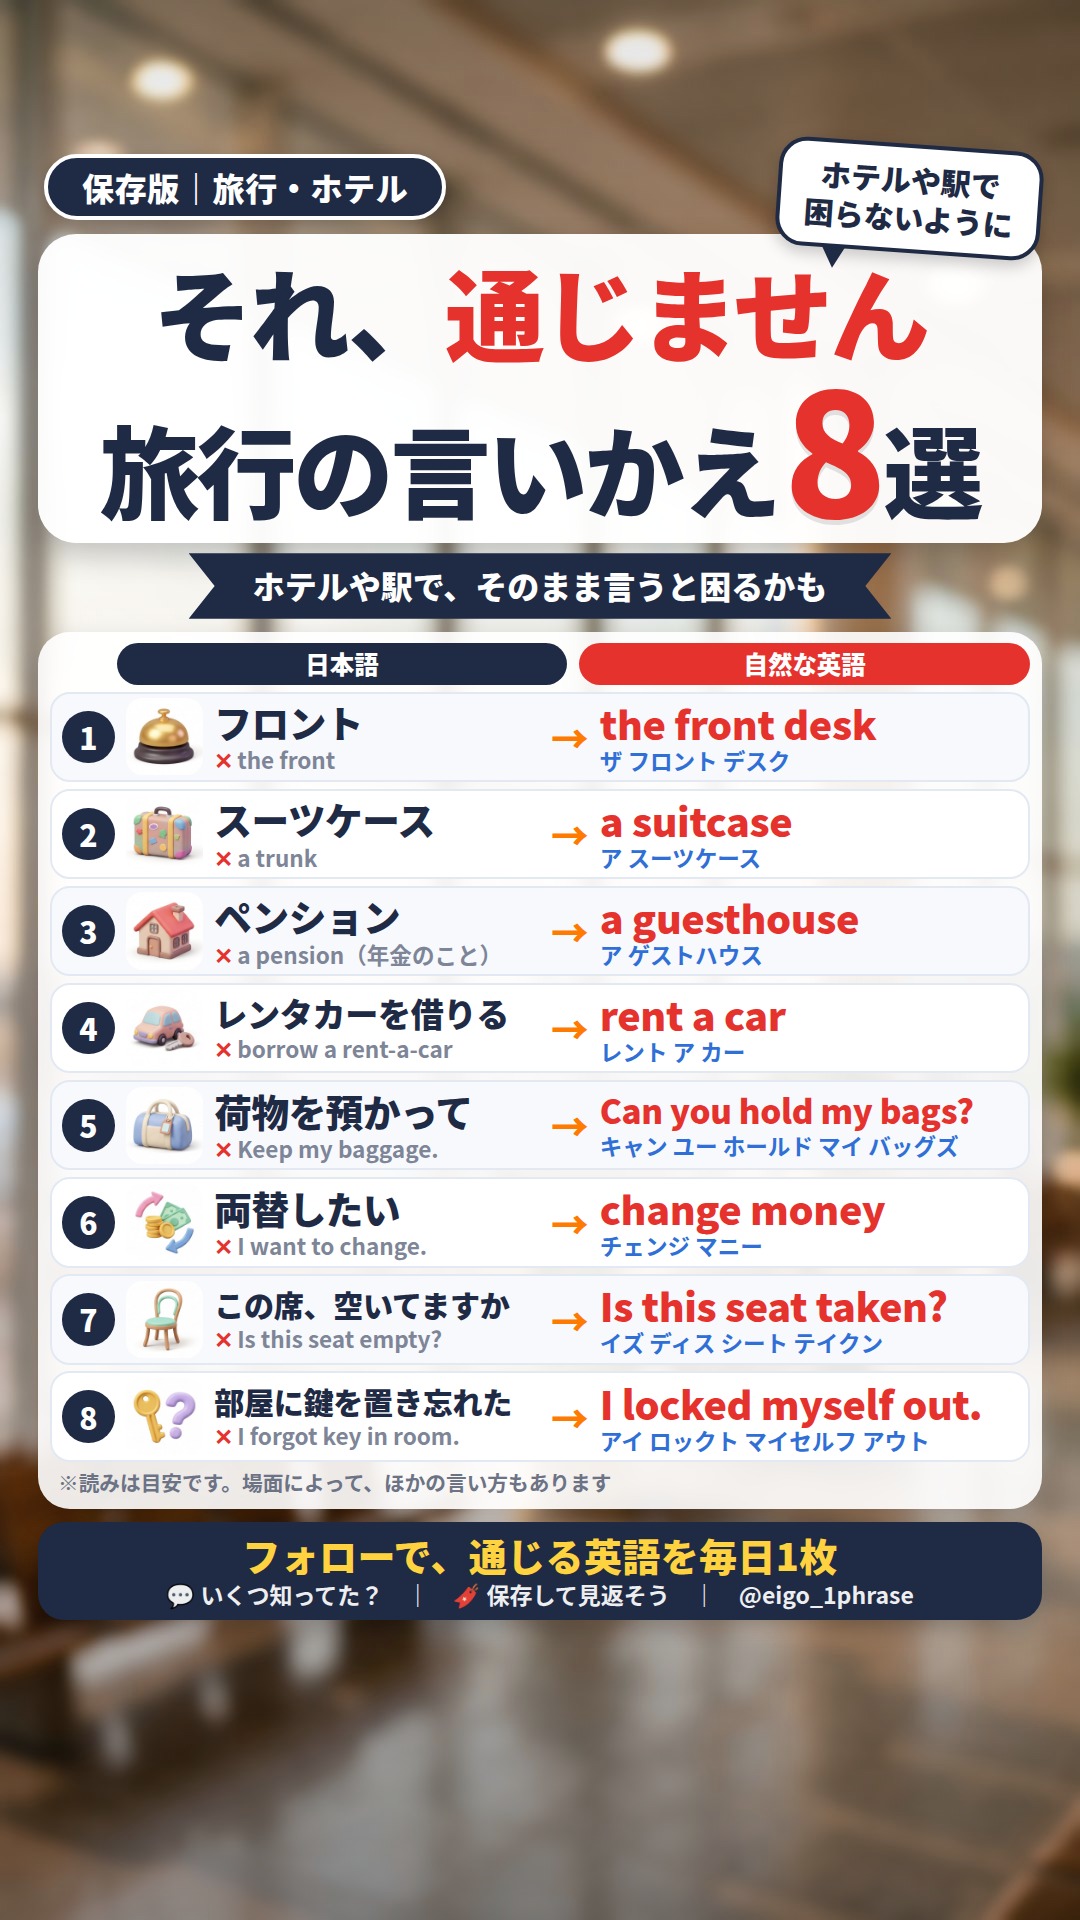 保存版｜旅行・ホテル
ホテルや駅で
困らないように
それ、通じません
旅行の言いかえ8選
ホテルや駅で、そのまま言うと困るかも
日本語
自然な英語
1 フロント → the front desk
× the front
ザ フロント デスク
2 スーツケース → a suitcase
× a trunk
ア スーツケース
3 ペンション → a guesthouse
× a pension（年金のこと）
ア ゲストハウス
4 レンタカーを借りる → rent a car
× borrow a rent-a-car
レント ア カー
5 荷物を預かって → Can you hold my bags?
× Keep my baggage.
キャン ユー ホールド マイ バッグズ
6 両替したい → change money
× I want to change.
チェンジ マニー
7 この席、空いてますか → Is this seat taken?
× Is this seat empty?
イズ ディス シート テイクン
8 部屋に鍵を置き忘れた → I locked myself out.
× I forgot key in room.
アイ ロックト マイセルフ アウト
※読みは目安です。場面によって、ほかの言い方もあります
フォローで、通じる英語を毎日1枚
💬 いくつ知ってた？ ｜ 🔖 保存して見返そう ｜ @eigo_1phrase